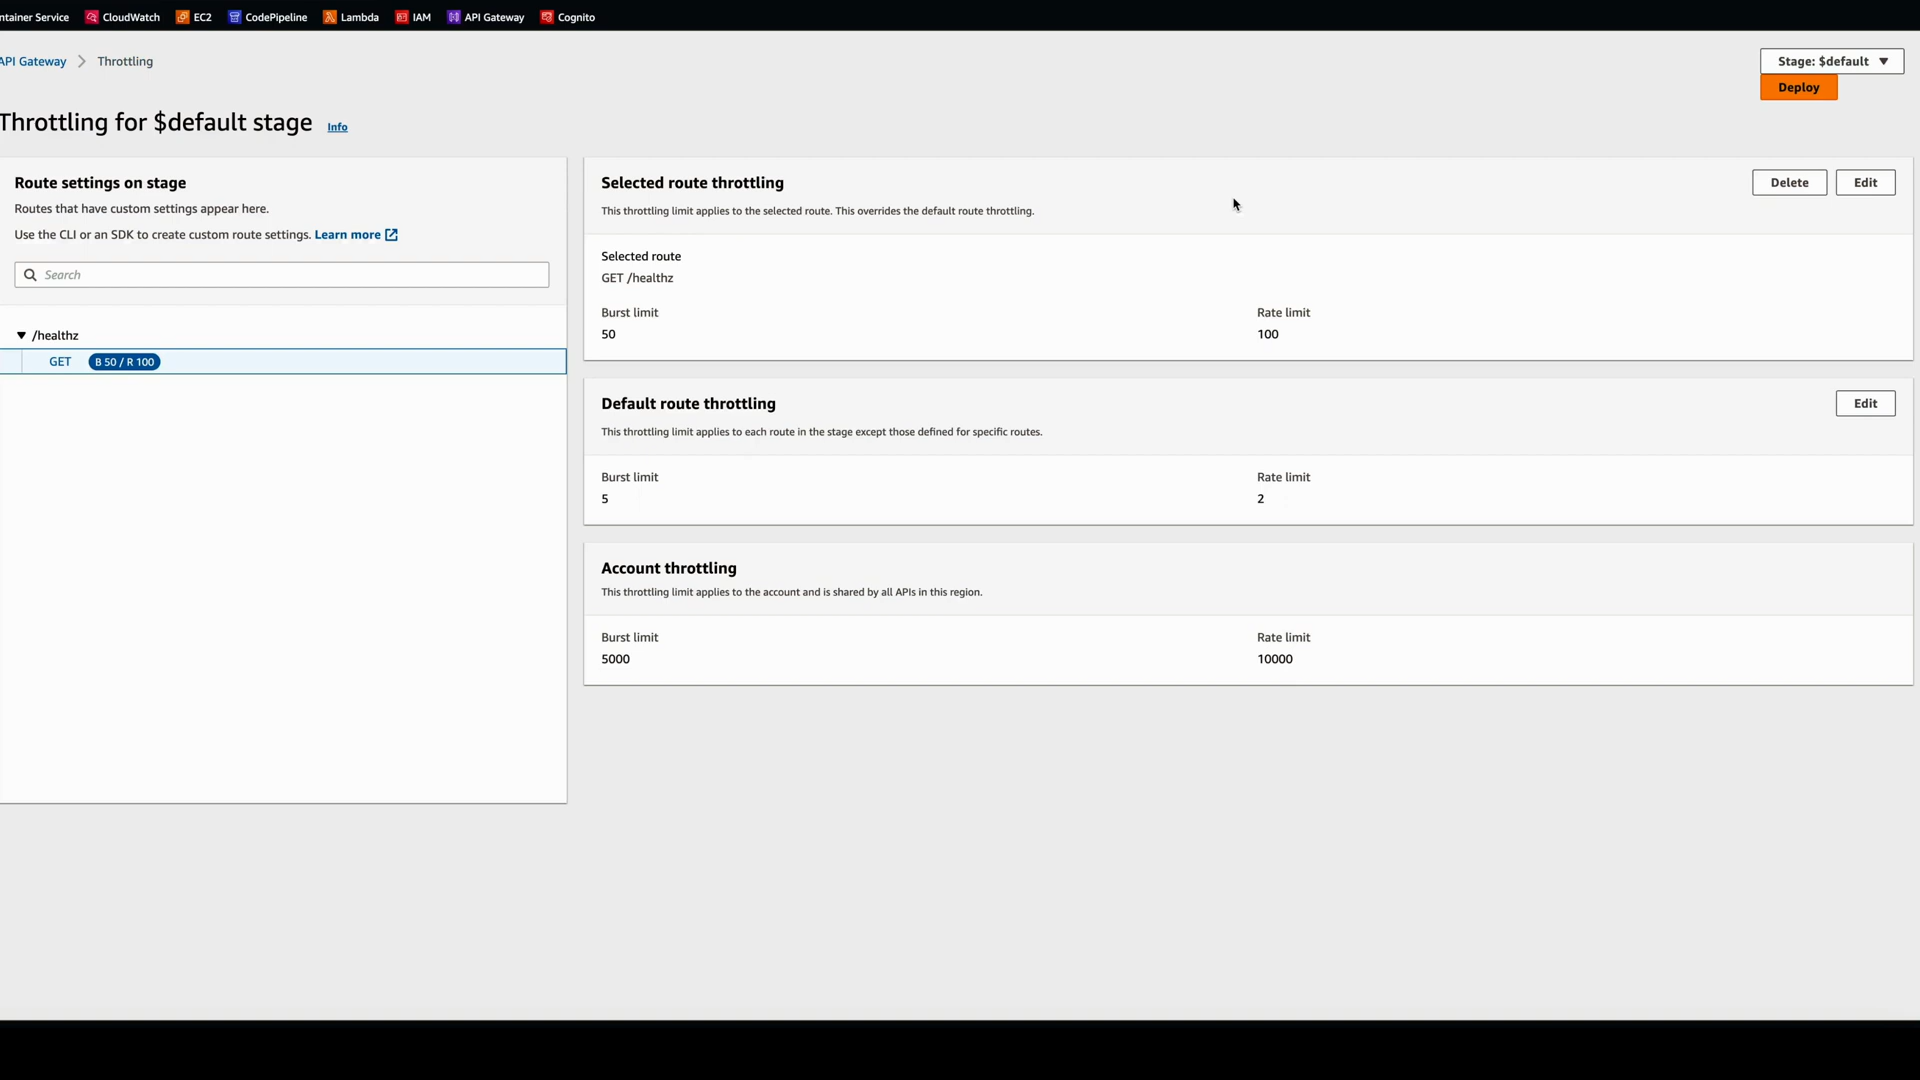 ntainer Service CloudWatch EC2 CodePipeline Lambda IAM API Gateway Cognito
API Gateway Throttling
Stage: $default
Deploy
Throttling for $default stage Info
Route settings on stage
Routes that have custom settings appear here.
Use the CLI or an SDK to create custom route settings. Learn more
Search
/healthz
GET B 50 / R 100
Selected route throttling
Delete Edit
This throttling limit applies to the selected route. This overrides the default route throttling.
Selected route
GET /healthz
Burst limit Rate limit
50 100
Default route throttling
Edit
This throttling limit applies to each route in the stage except those defined for specific routes.
Burst limit Rate limit
5 2
Account throttling
This throttling limit applies to the account and is shared by all APIs in this region.
Burst limit Rate limit
5000 10000